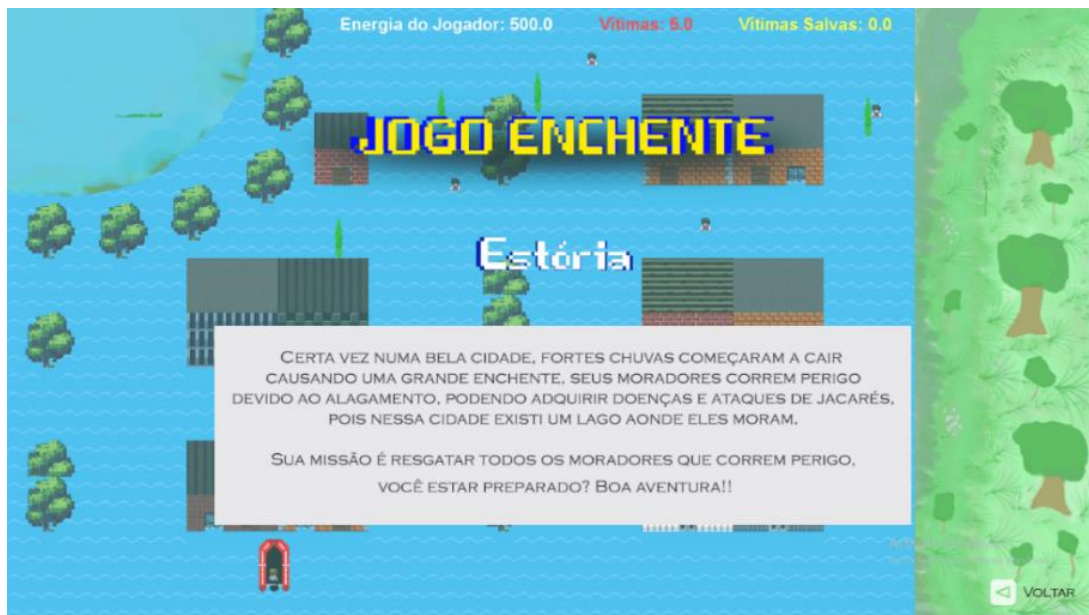 Energia do Jogador: 500.0 Vítimas: 5.0 Vítimas Salvas: 0.0
JOGO ENCHENTE
Estória
CERTA VEZ NUMA BELA CIDADE, FORTES CHUVAS COMEÇARAM A CAIR
CAUSANDO UMA GRANDE ENCHENTE, SEUS MORADORES CORREM PERIGO
DEVIDO AO ALAGAMENTO, PODENDO ADQUIRIR DOENÇAS E ATAQUES DE JACARÉS,
POIS NESSA CIDADE EXISTI UM LAGO AONDE ELES MORAM.
SUA MISSÃO É RESGATAR TODOS OS MORADORES QUE CORREM PERIGO,
VOCÊ ESTAR PREPARADO? BOA AVENTURA!!
VOLTAR